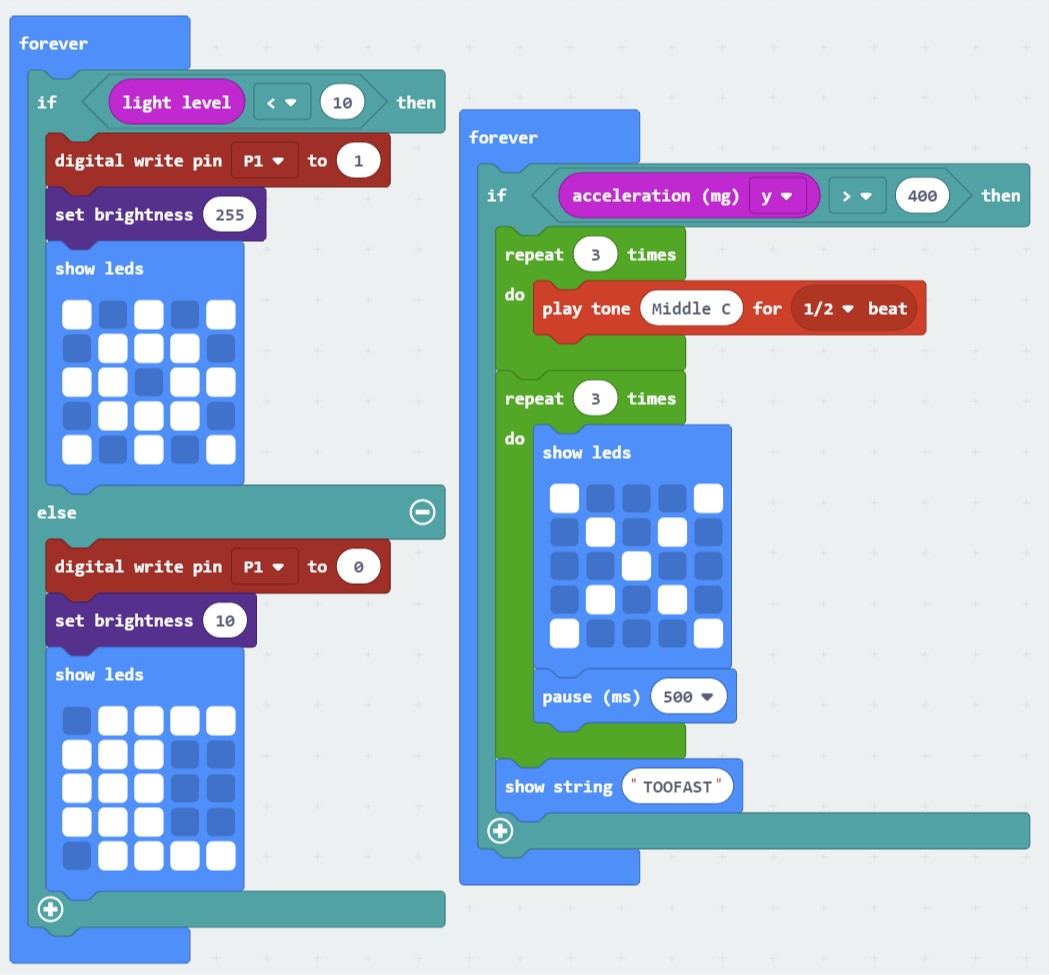 forever
if light level < 10 then
digital write pin P1 to 1
set brightness 255
show leds
else
digital write pin P1 to 0
set brightness 10
show leds
forever
if acceleration (mg) y > 400 then
repeat 3 times
do play tone Middle C for 1/2 beat
repeat 3 times
do show leds
pause (ms) 500
show string "TOOFAST"